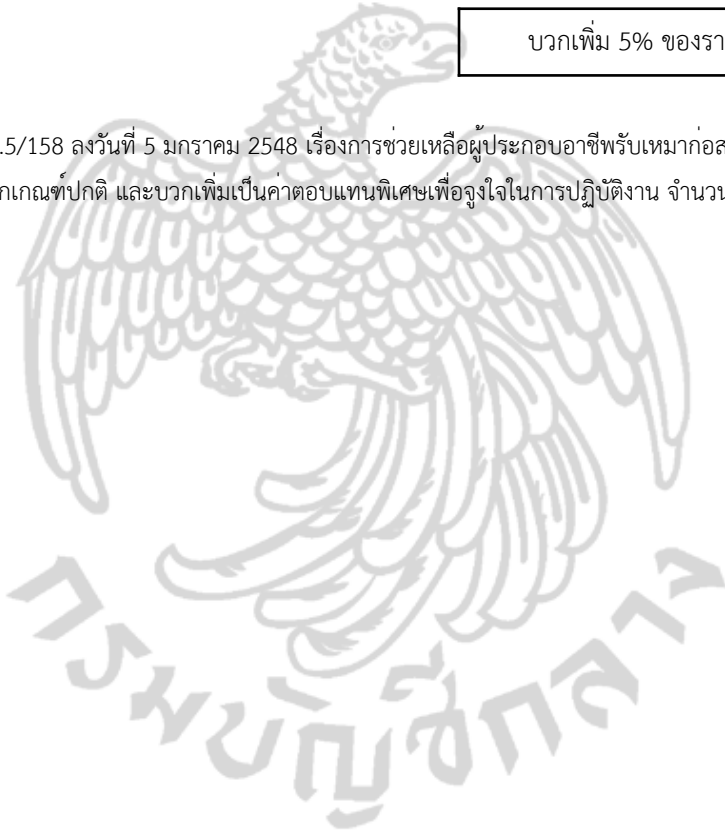 บวกเพิ่ม 5% ของรา
.5/158 ลงวันที่ 5 มกราคม 2548 เรื่องการช่วยเหลือผู้ประกอบอาชีพรับเหมาก่อส
กเกณฑ์ปกติ และบวกเพิ่มเป็นค่าตอบแทนพิเศษเพื่อจูงใจในการปฏิบัติงาน จำนวน
กรมบัญชีกลาง